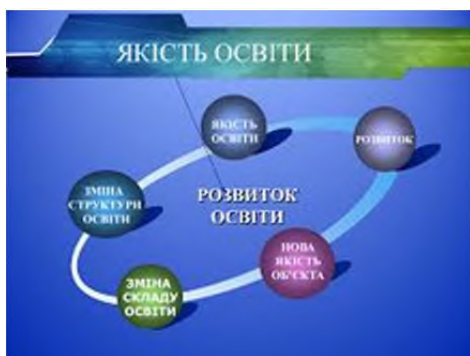 ЯКІСТЬ ОСВІТИ
ЯКІСТЬ
ОСВІТИ
РОЗВИТОК
ЗМІНА
СТРУКТУРИ
ОСВІТИ
РОЗВИТОК
ОСВІТИ
НОВА
ЯКІСТЬ
ОБ'ЄКТА
ЗМІНА
СКЛАДУ
ОСВІТИ